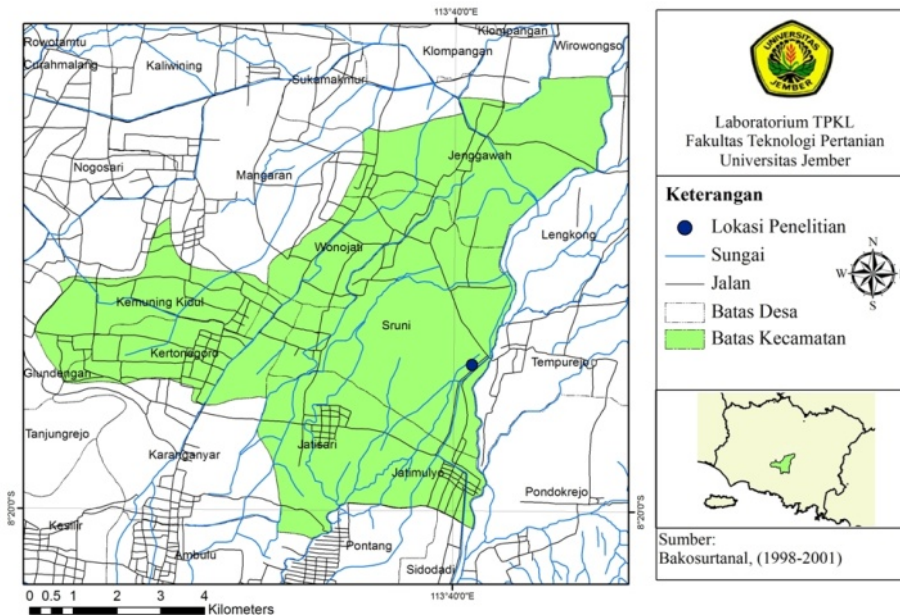 113°40'0"E
Klompangan
Rowotamtu
Wirowongso
Klompangan
Curahmalang
Kaliwining
Sukamakmur
Jenggawah
Nogosari
Mangaran
Lengkong
Wonojati
Kemuning Kidul
Sruni
Kertonegoro
Tempurejo
Glundengan
Tanjungrejo
Jatisari
Karanganyar
Jatimulyo
Pondokrejo
8°20'0"S
8°20'0"S
Kesilir
Ambulu
Pontang
Sidodadi
113°40'0"E
0 0.5 1 2 3 4
Kilometers
UNIVERSITAS
JEMBER
Laboratorium TPKL
Fakultas Teknologi Pertanian
Universitas Jember
Keterangan
Lokasi Penelitian
Sungai
Jalan
Batas Desa
Batas Kecamatan
N
W
E
S
Sumber:
Bakosurtanal, (1998-2001)